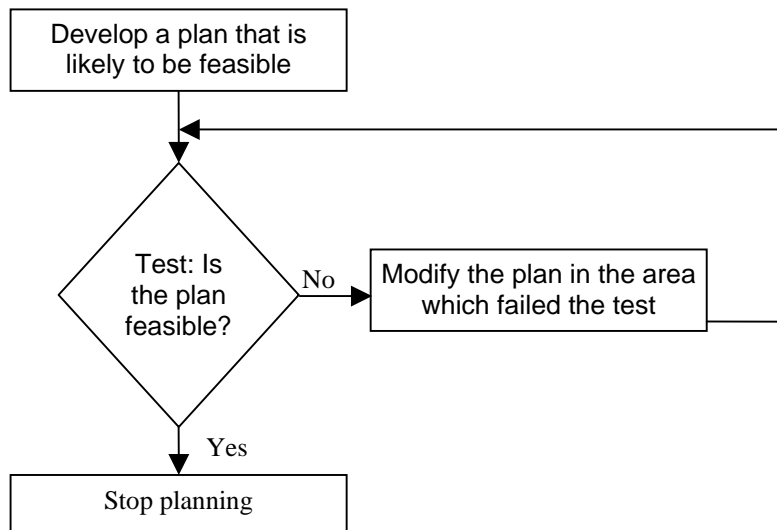 Develop a plan that is
likely to be feasible
Test: Is
the plan
feasible?
No
Modify the plan in the area
which failed the test
Yes
Stop planning